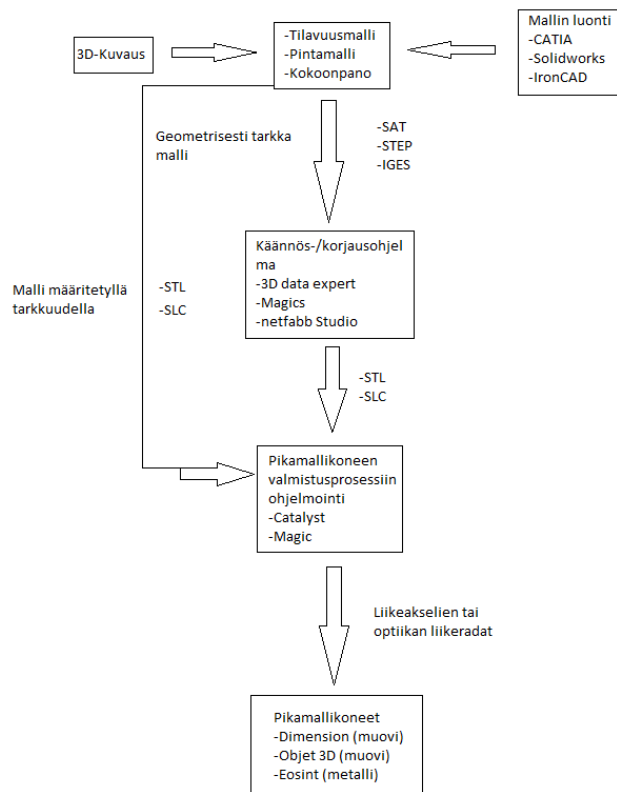 3D-Kuvaus
-Tilavuusmalli
-Pintamalli
-Kokoonpano
Mallin luonti
-CATIA
-Solidworks
-IronCAD
Geometrisesti tarkka
malli
-SAT
-STEP
-IGES
Käännös-/korjausohjel
ma
-3D data expert
-Magics
-netfabb Studio
Malli määritetyllä
tarkkuudella
-STL
-SLC
-STL
-SLC
Pikamallikoneen
valmistusprosessiin
ohjelmointi
-Catalyst
-Magic
Liikeakselien tai
optiikan liikeradat
Pikamallikoneet
-Dimension (muovi)
-Objet 3D (muovi)
-Eosint (metalli)